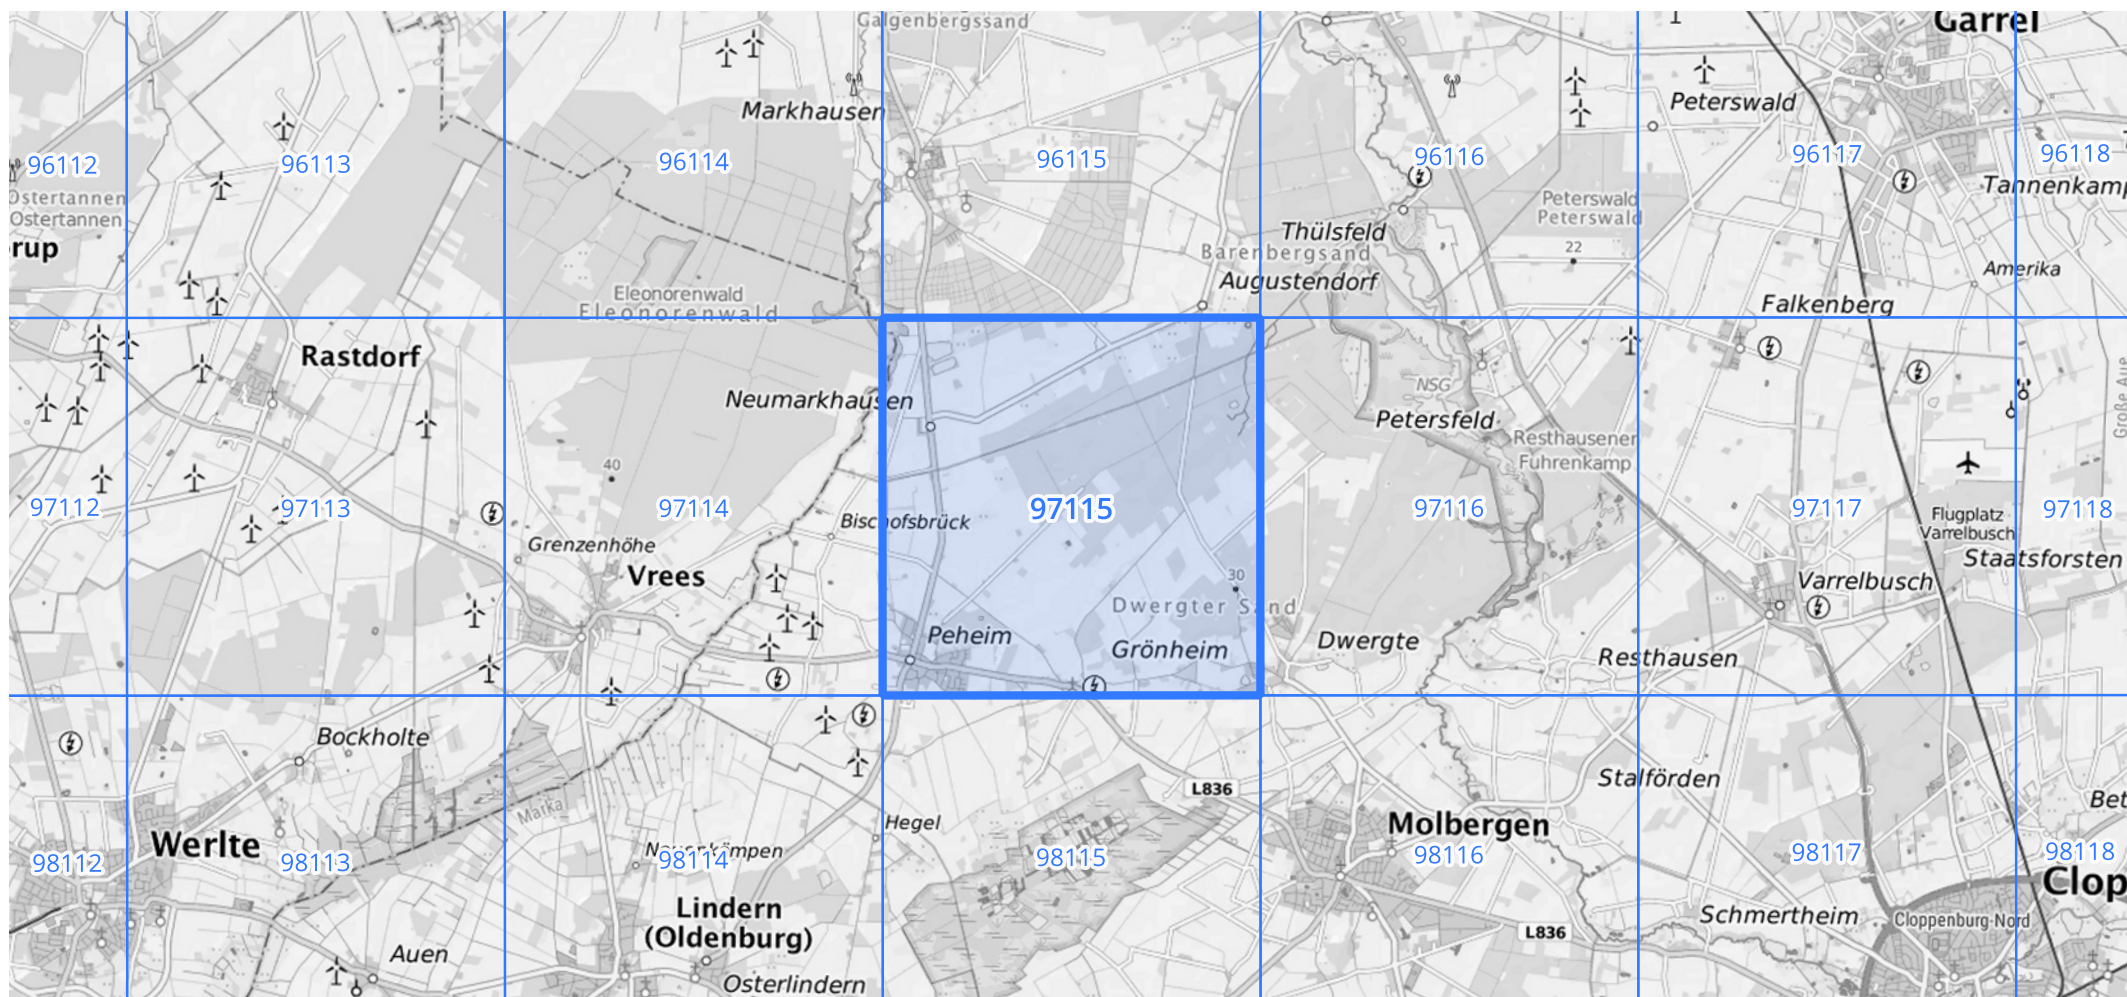 Galgenbergssand
Garrel
Markhausen
Peterswald
96112
96113
96114
96115
96116
96117
96118
Ostertannen
Ostertannen
Tannenkamp
Peterswald
Peterswald
rup
Thülsfeld
22
Barenbergsand
Augustendorf
Amerika
Eleonorenwald
Eleonorenwald
Falkenberg
Rastdorf
Neumarkhausen
NSG
Petersfeld
Große Aue
Resthausener
Fuhrenkamp
40
97112
97113
97114
97115
97116
97117
97118
Bischofsbrück
Flugplatz
Varrelbusch
Grenzenhöhe
Staatsforsten
Vrees
30
Varrelbusch
Dwergter Sand
Peheim
Grönheim
Dwergte
Resthausen
Bockholte
Stalförden
L836
Bet
Marka
Hegel
Molbergen
Werlte
Neuenkämpen
98112
98113
98114
98115
98116
98117
98118
Clop
Lindern
(Oldenburg)
Schmertheim
Cloppenburg-Nord
L836
Auen
Osterlindern